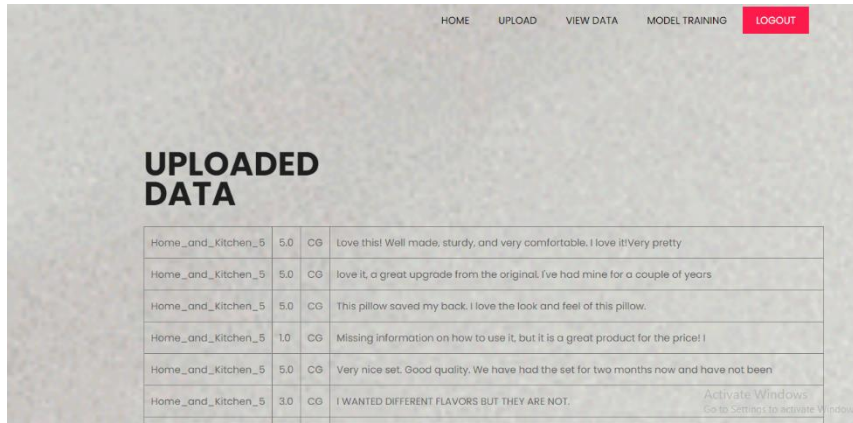 HOME UPLOAD VIEW DATA MODEL TRAINING LOGOUT
UPLOADED
DATA
Home_and_Kitchen_5 5.0 CG Love this! Well made, sturdy, and very comfortable. I love it!Very pretty
Home_and_Kitchen_5 5.0 CG love it, a great upgrade from the original. I've had mine for a couple of years
Home_and_Kitchen_5 5.0 CG This pillow saved my back. I love the look and feel of this pillow.
Home_and_Kitchen_5 1.0 CG Missing information on how to use it, but it is a great product for the price! I
Home_and_Kitchen_5 5.0 CG Very nice set. Good quality. We have had the set for two months now and have not been
Home_and_Kitchen_5 3.0 CG I WANTED DIFFERENT FLAVORS BUT THEY ARE NOT.
Activate Windows
Go to Settings to activate Window